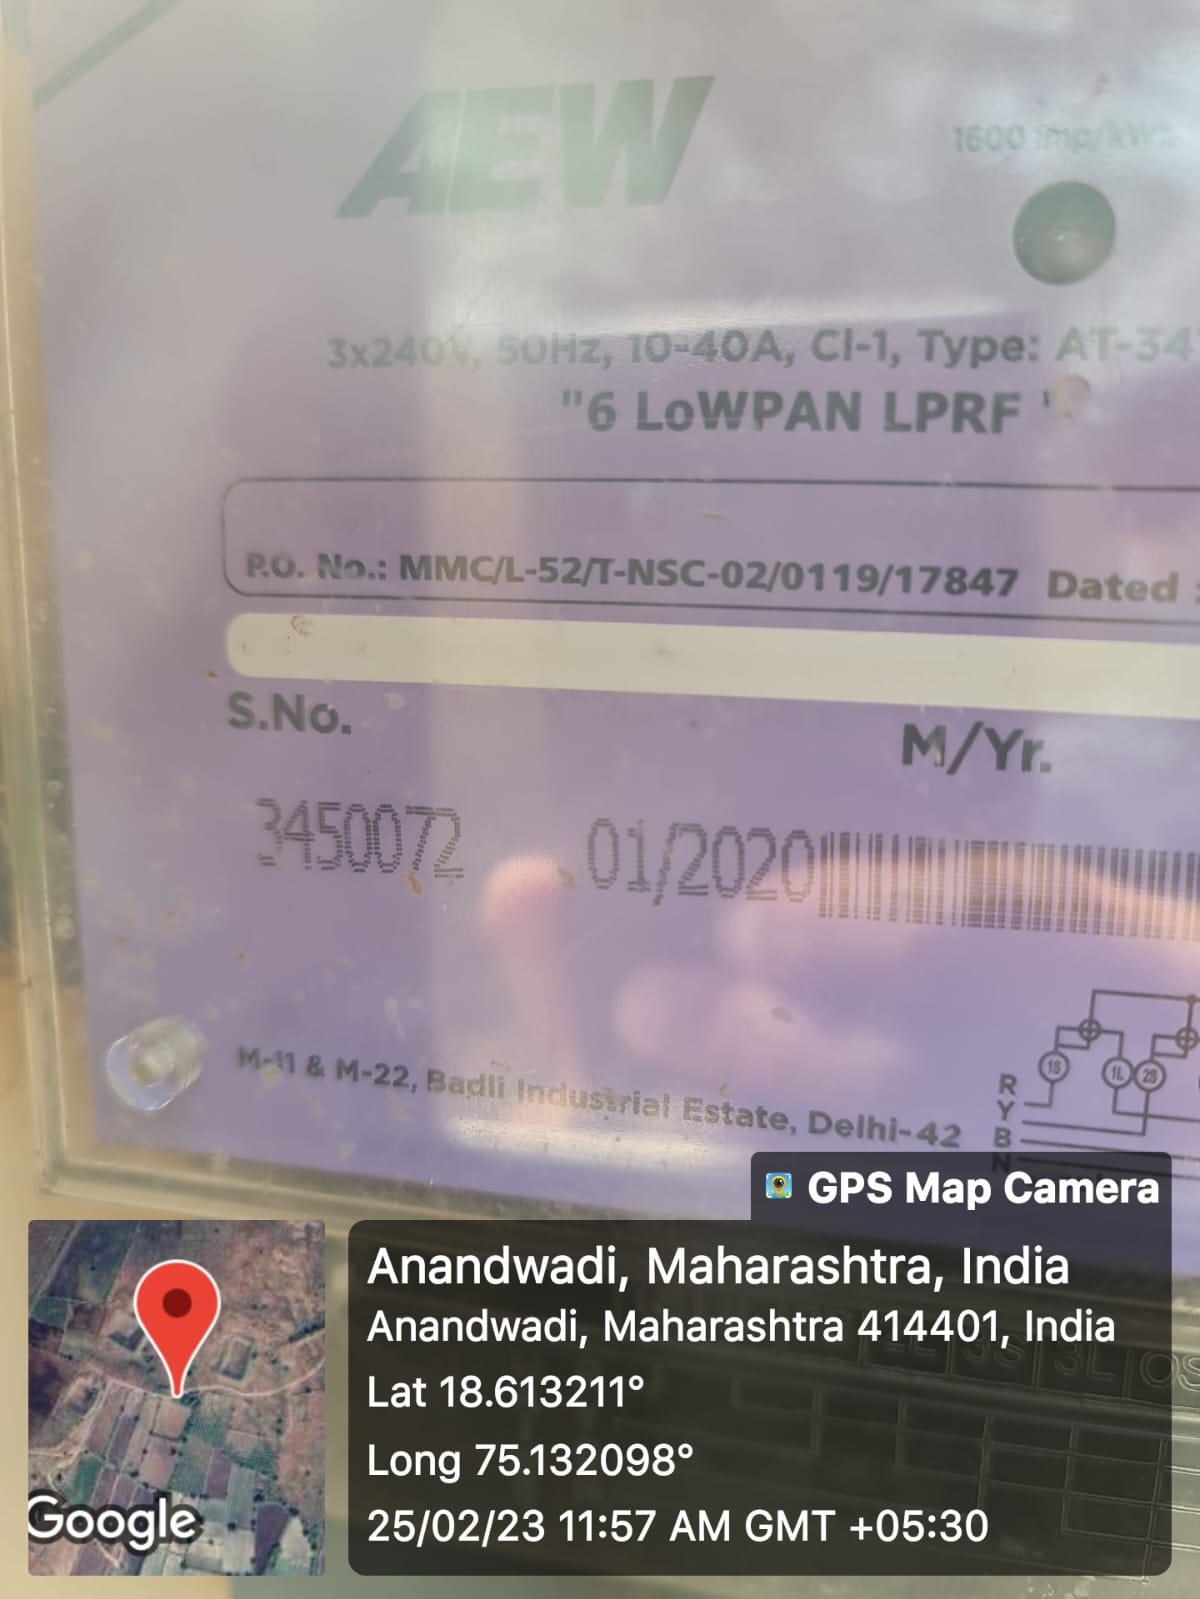 AEW
1600 imp/kWh
3x240V, 50Hz, 10-40A, Cl-1, Type: AT-34
"6 LoWPAN LPRF "
P.O. No.: MMC/L-52/T-NSC-02/0119/17847 Dated :
S.No.
M/Yr.
3450072 01/2020
M-11 & M-22, Badli Industrial Estate, Delhi-42
1S 1L 2S
R
Y
B
N
GPS Map Camera
Anandwadi, Maharashtra, India
Anandwadi, Maharashtra 414401, India
3S 3L
Lat 18.613211°
Long 75.132098°
25/02/23 11:57 AM GMT +05:30
Google